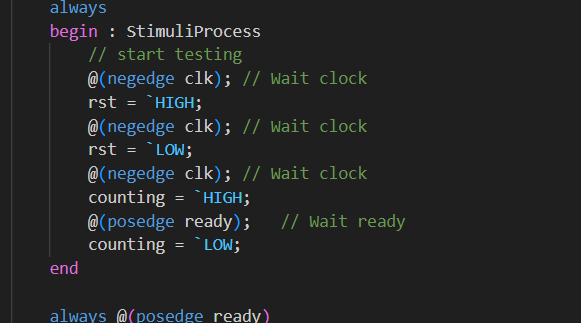 always
begin : StimuliProcess
// start testing
@(negedge clk); // Wait clock
rst = `HIGH;
@(negedge clk); // Wait clock
rst = `LOW;
@(negedge clk); // Wait clock
counting = `HIGH;
@(posedge ready);   // Wait ready
counting = `LOW;
end
always @(posedge ready)